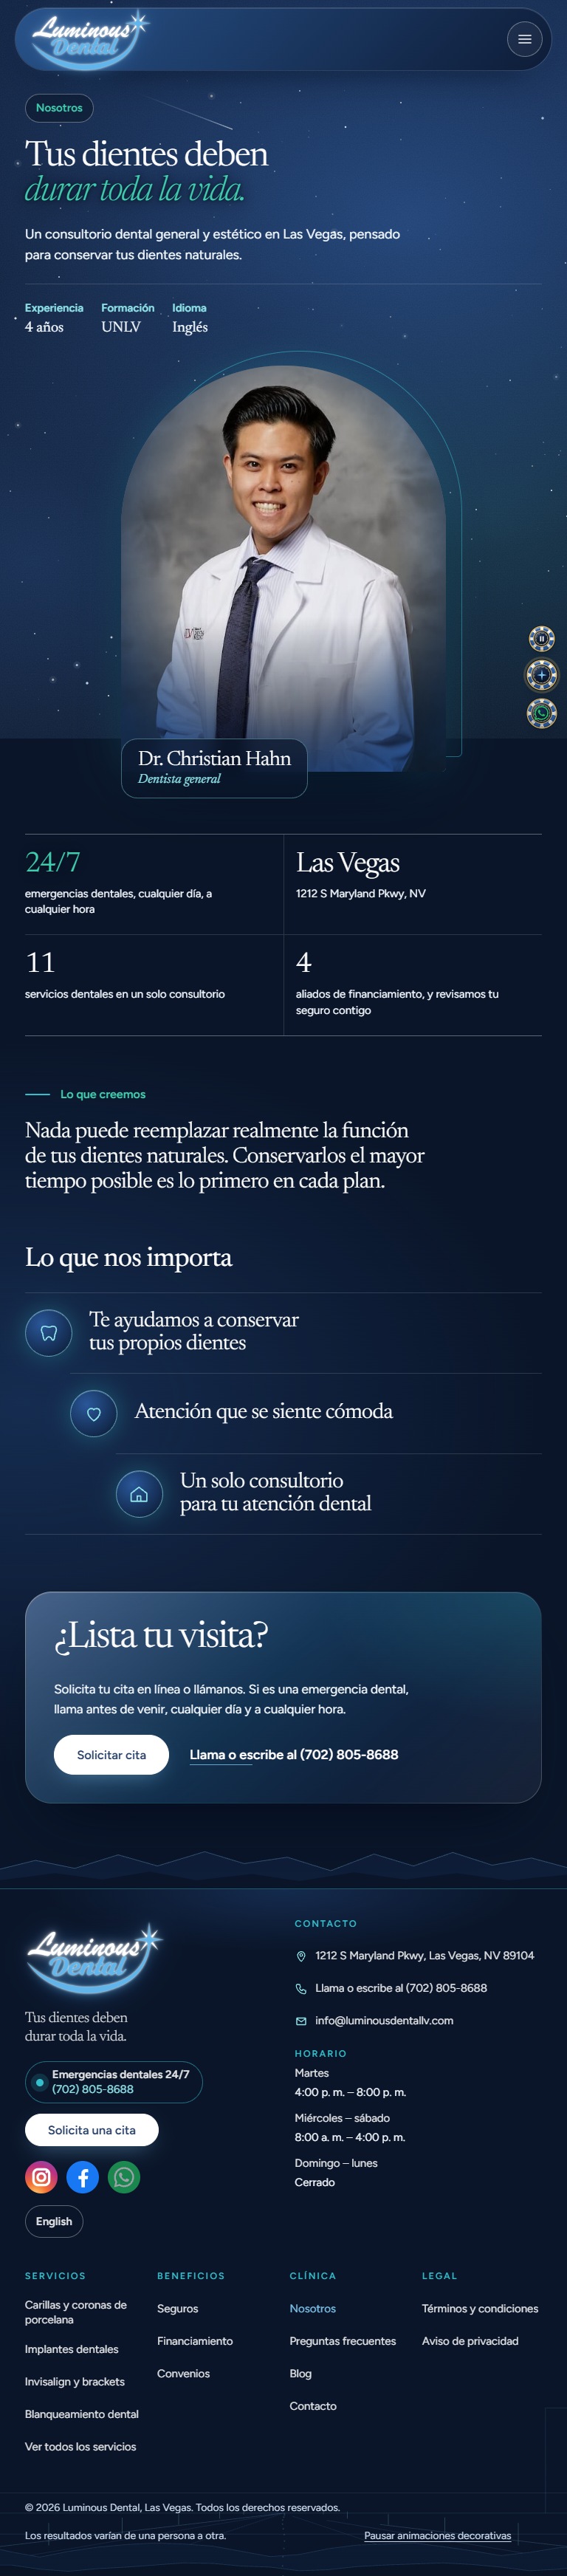 Luminous
Dental
Nosotros
Tus dientes deben
durar toda la vida.
Un consultorio dental general y estético en Las Vegas, pensado
para conservar tus dientes naturales.
Experiencia
4 años
Formación
UNLV
Idioma
Inglés
Dr. Christian Hahn
Dentista general
24/7
emergencias dentales, cualquier día, a
cualquier hora
Las Vegas
1212 S Maryland Pkwy, NV
11
servicios dentales en un solo consultorio
4
aliados de financiamiento, y revisamos tu
seguro contigo
Lo que creemos
Nada puede reemplazar realmente la función
de tus dientes naturales. Conservarlos el mayor
tiempo posible es lo primero en cada plan.
Lo que nos importa
Te ayudamos a conservar
tus propios dientes
Atención que se siente cómoda
Un solo consultorio
para tu atención dental
¿Lista tu visita?
Solicita tu cita en línea o llámanos. Si es una emergencia dental,
llama antes de venir, cualquier día y a cualquier hora.
Solicitar cita
Llama o escribe al (702) 805-8688
Luminous
Dental
Tus dientes deben
durar toda la vida.
Emergencias dentales 24/7
(702) 805-8688
Solicita una cita
English
CONTACTO
1212 S Maryland Pkwy, Las Vegas, NV 89104
Llama o escribe al (702) 805-8688
info@luminousdentallv.com
HORARIO
Martes
4:00 p. m. – 8:00 p. m.
Miércoles – sábado
8:00 a. m. – 4:00 p. m.
Domingo – lunes
Cerrado
SERVICIOS
Carillas y coronas de
porcelana
Implantes dentales
Invisalign y brackets
Blanqueamiento dental
Ver todos los servicios
BENEFICIOS
Seguros
Financiamiento
Convenios
CLÍNICA
Nosotros
Preguntas frecuentes
Blog
Contacto
LEGAL
Términos y condiciones
Aviso de privacidad
© 2026 Luminous Dental, Las Vegas. Todos los derechos reservados.
Los resultados varían de una persona a otra.
Pausar animaciones decorativas